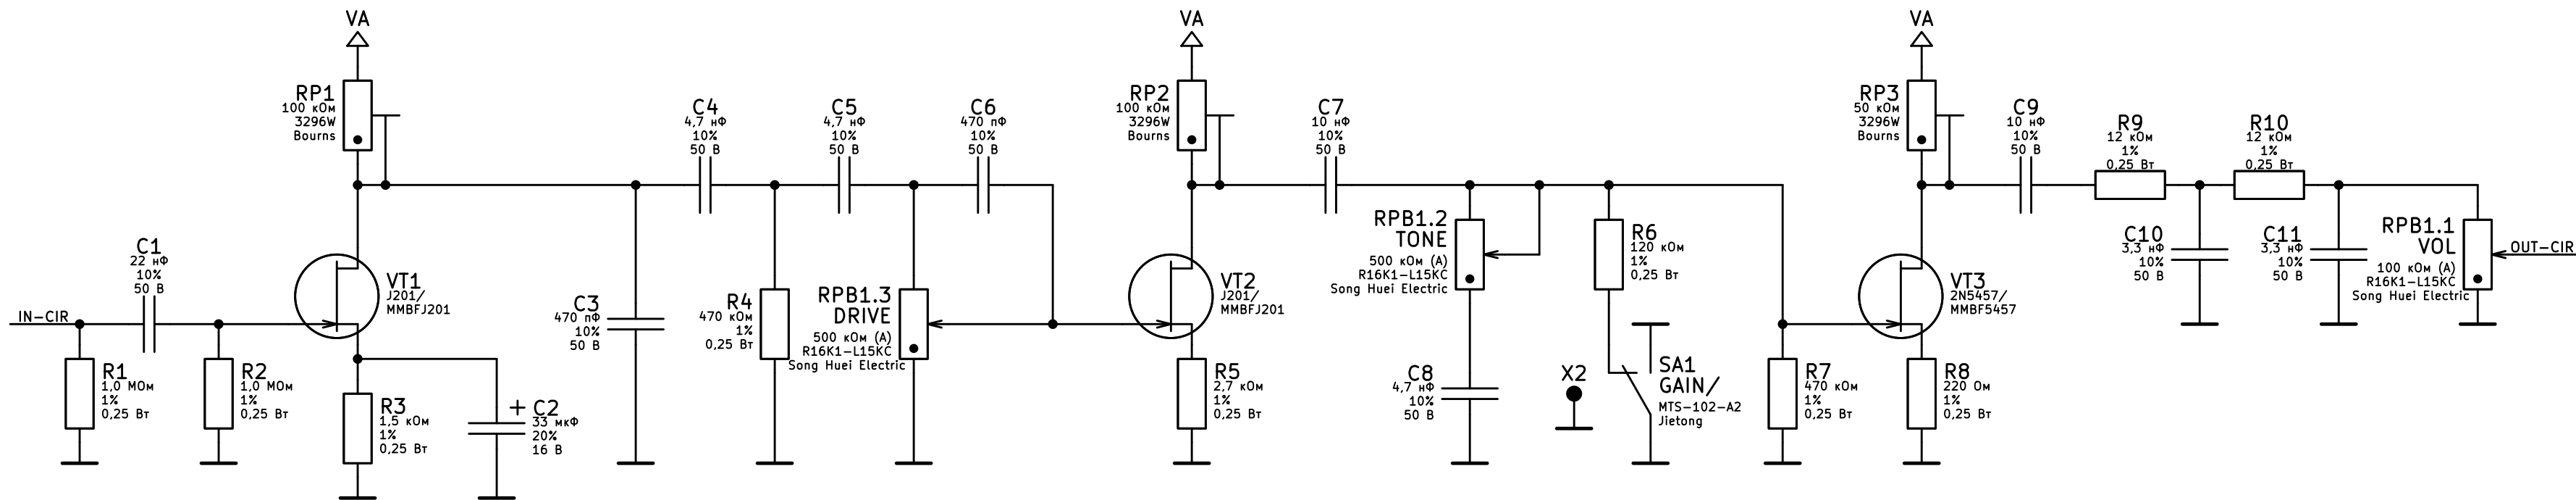 VA
RP1
100 кОм
3296W
Bourns
C1
22 нФ
10%
50 В
IN-CIR
R1
1,0 МОм
1%
0,25 Вт
R2
1,0 МОм
1%
0,25 Вт
VT1
J201/
MMBFJ201
R3
1,5 кОм
1%
0,25 Вт
+ C2
33 мкФ
20%
16 В
C3
470 пФ
10%
50 В
C4
4,7 нФ
10%
50 В
R4
470 кОм
1%
0,25 Вт
C5
4,7 нФ
10%
50 В
RPB1.3
DRIVE
500 кОм (А)
R16K1-L15KC
Song Huei Electric
C6
470 пФ
10%
50 В
VA
RP2
100 кОм
3296W
Bourns
VT2
J201/
MMBFJ201
R5
2,7 кОм
1%
0,25 Вт
C7
10 нФ
10%
50 В
RPB1.2
TONE
500 кОм (А)
R16K1-L15KC
Song Huei Electric
C8
4,7 нФ
10%
50 В
R6
120 кОм
1%
0,25 Вт
X2
SA1
GAIN/
MTS-102-A2
Jietong
R7
470 кОм
1%
0,25 Вт
VA
RP3
50 кОм
3296W
Bourns
VT3
2N5457/
MMBF5457
R8
220 Ом
1%
0,25 Вт
C9
10 нФ
10%
50 В
R9
12 кОм
1%
0,25 Вт
C10
3,3 нФ
10%
50 В
R10
12 кОм
1%
0,25 Вт
C11
3,3 нФ
10%
50 В
RPB1.1
VOL
100 кОм (А)
R16K1-L15KC
Song Huei Electric
OUT-CIR